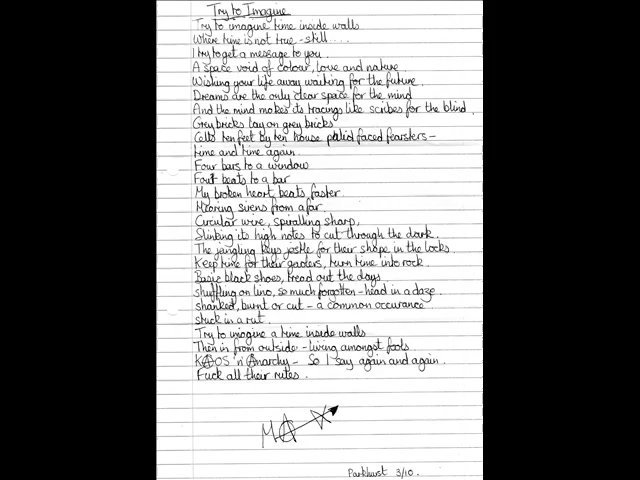 Try to Imagine
Try to imagine time inside walls
Where time is not true - still ....
I try to get a message to you.
A space void of colour, love and nature
Wishing your life away waiting for the future.
Dreams are the only clear space for the mind
And the mind makes its tracings like scribes for the blind.
Grey bricks lay on grey bricks
Cells ten feet by ten house pallid faced fearsters -
time and time again.
Four bars to a window
Four beats to a bar
My broken heart beats faster.
Moaring sirens from afar,
Circular wire, spiralling sharp,
Slinking its high notes to cut through the dark.
The jangling keys jostle for their shape in the locks.
Keep time for their gaolers, turn time into rock.
Basic black shoes, tread out the days
shuffling on lino, so much forgotten - head in a daze.
shanked, burnt or cut - a common occurance
stuck in a rut.
Try to imagine a time inside walls
Then in from outside - living amongst fools
KAOS 'n' Anarchy - So I say again and again.
Fuck all their rules.
Parkhurst 3/10.